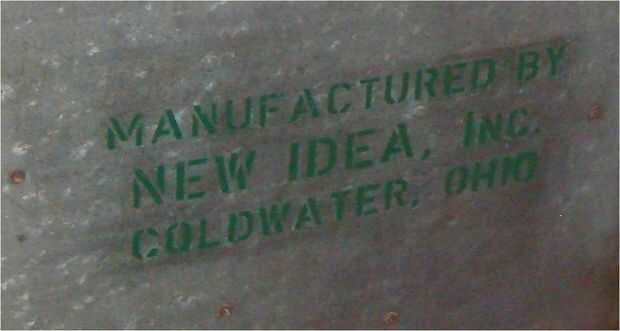 MANUFACTURED BY
NEW IDEA, INC.
COLDWATER, OHIO